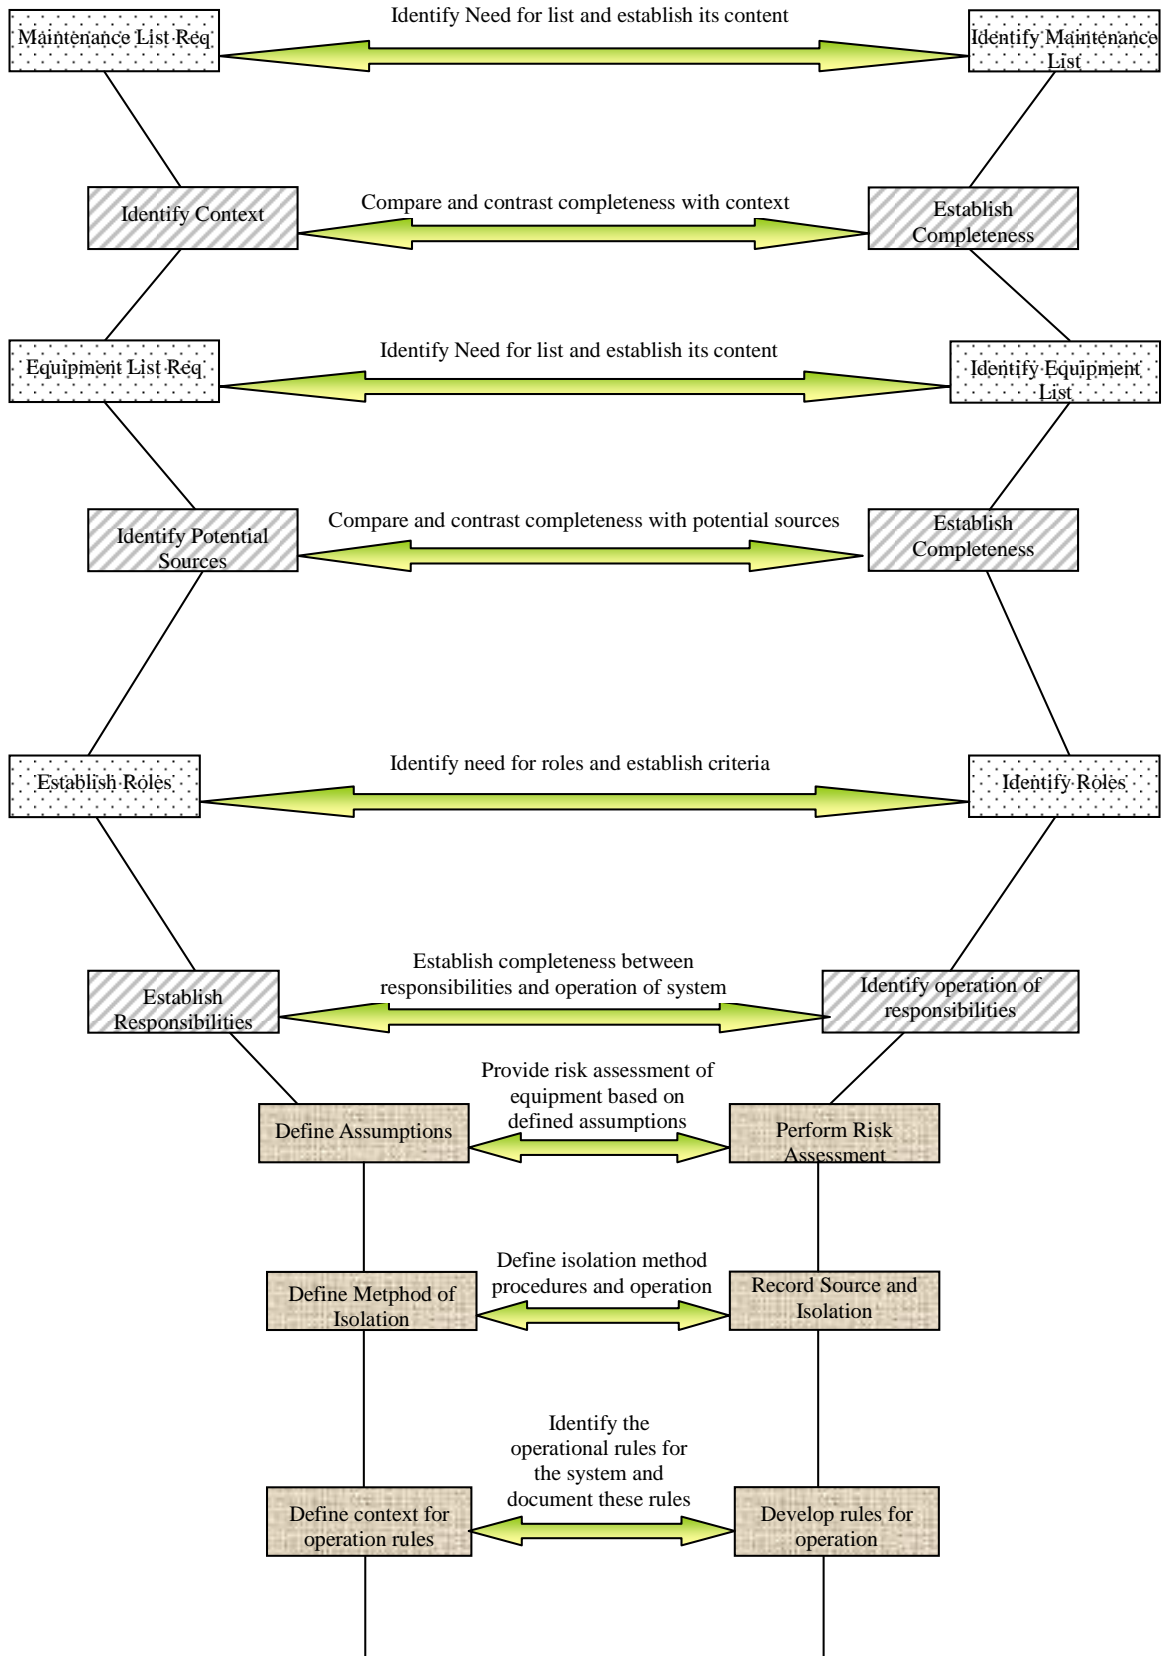 Identify Need for list and establish its content
Maintenance List Req
Identify Maintenance
List
Compare and contrast completeness with context
Identify Context
Establish
Completeness
Identify Need for list and establish its content
Equipment List Req
Identify Equipment
List
Compare and contrast completeness with potential sources
Identify Potential
Sources
Establish
Completeness
Identify need for roles and establish criteria
Establish Roles
Identify Roles
Establish completeness between
responsibilities and operation of system
Establish
Responsibilities
Identify operation of
responsibilities
Provide risk assessment of
equipment based on
defined assumptions
Define Assumptions
Perform Risk
Assessment
Define isolation method
procedures and operation
Define Metphod of
Isolation
Record Source and
Isolation
Identify the
operational rules for
the system and
document these rules
Define context for
operation rules
Develop rules for
operation